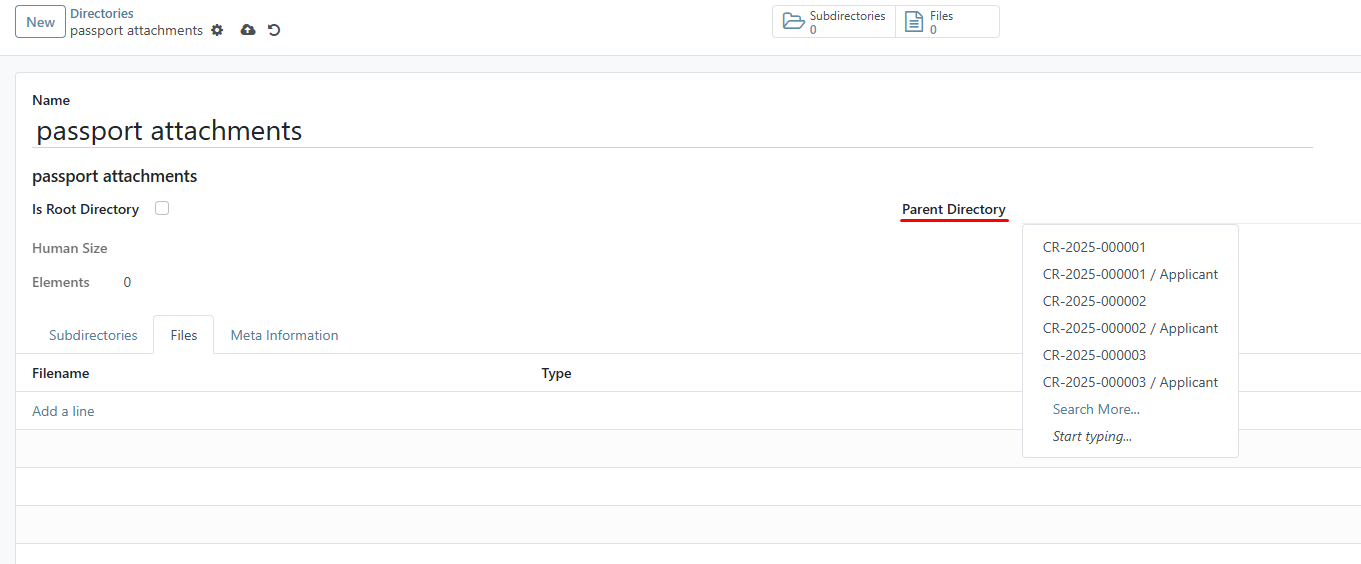 New
Directories
passport attachments
Subdirectories
0
Files
0
Name
passport attachments
passport attachments
Is Root Directory
Parent Directory
Human Size
Elements 0
CR-2025-000001
CR-2025-000001 / Applicant
CR-2025-000002
CR-2025-000002 / Applicant
CR-2025-000003
CR-2025-000003 / Applicant
Search More...
Start typing...
Subdirectories Files Meta Information
Filename Type
Add a line